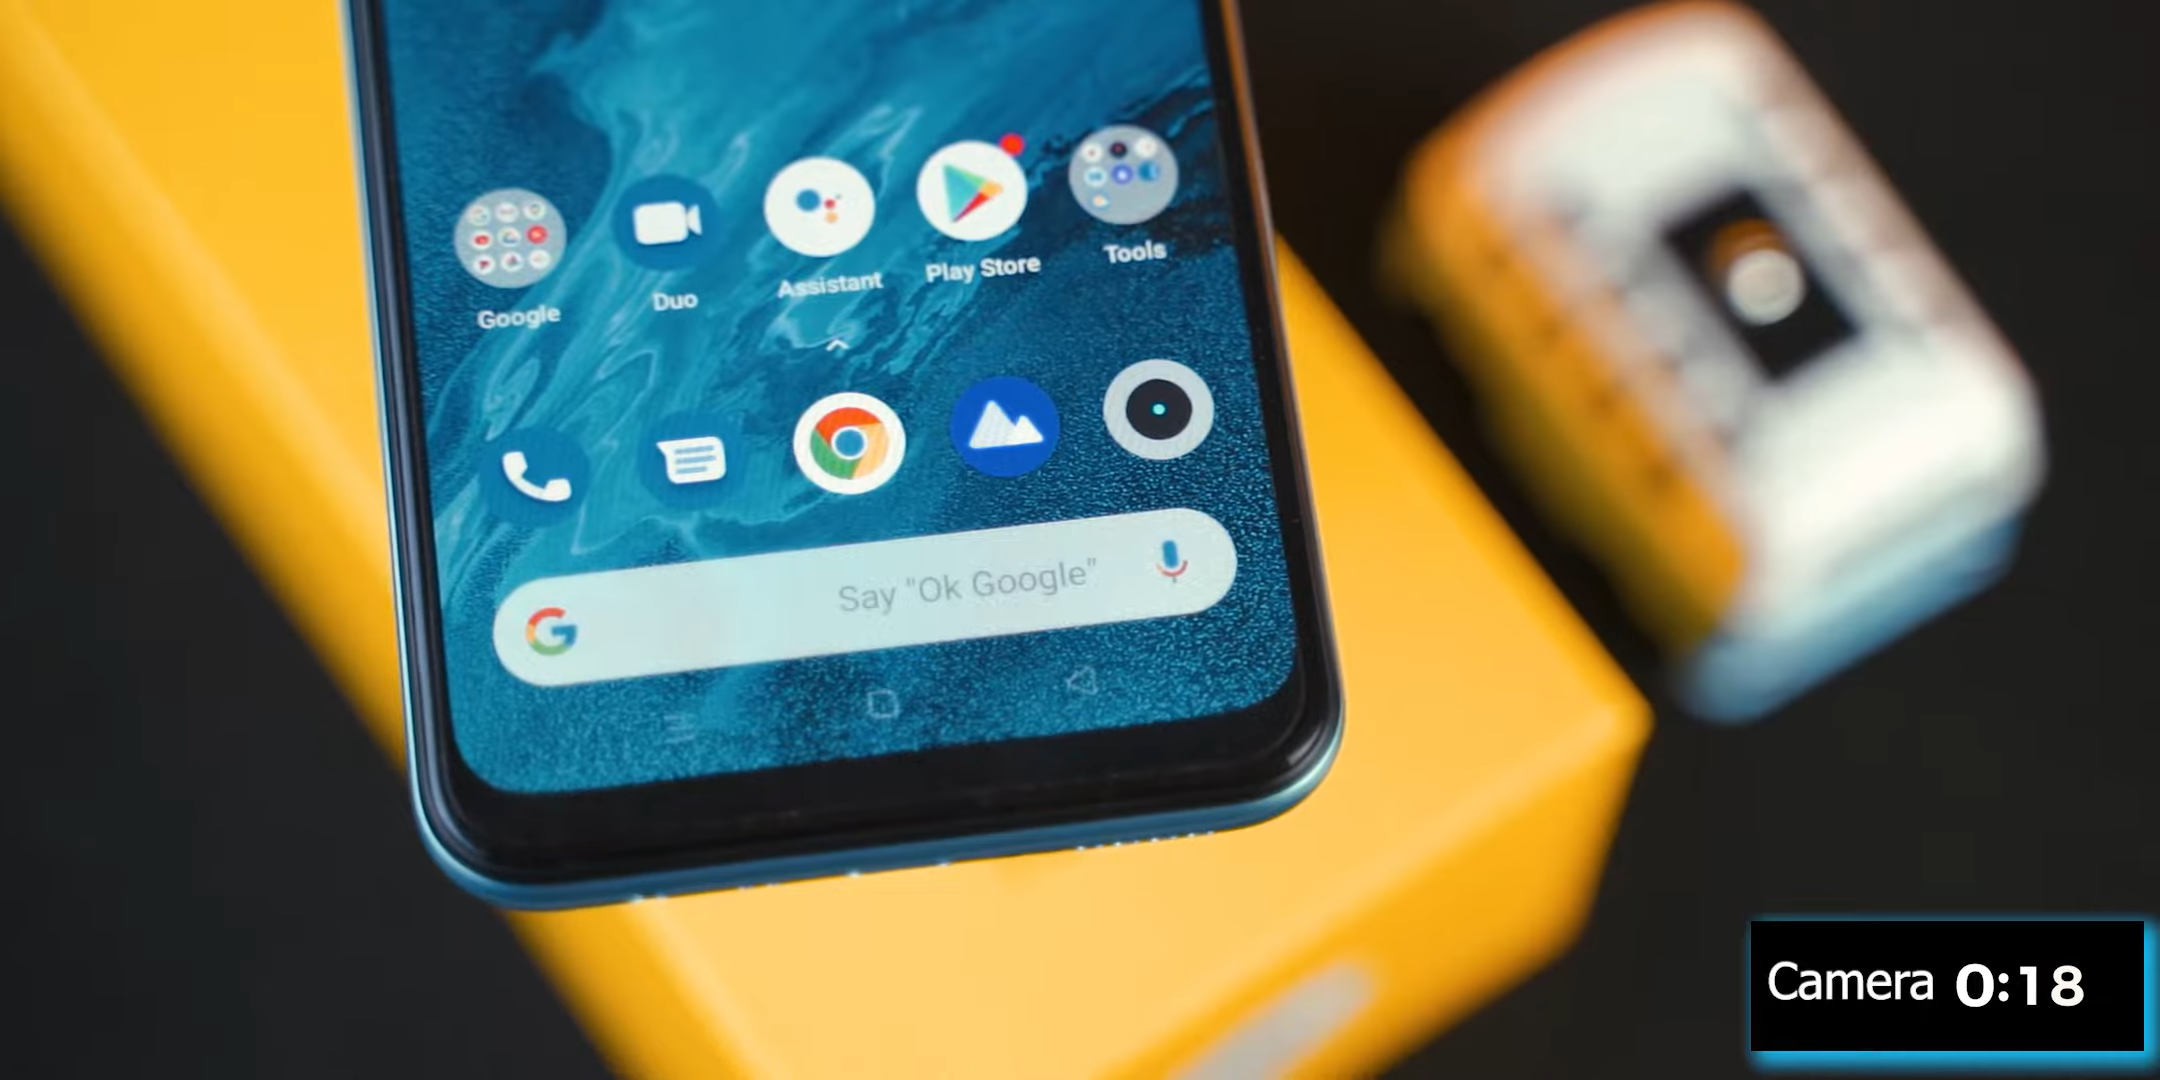 Google
Duo
Assistant
Play Store
Tools
G
Say "Ok Google"
Camera 0:18